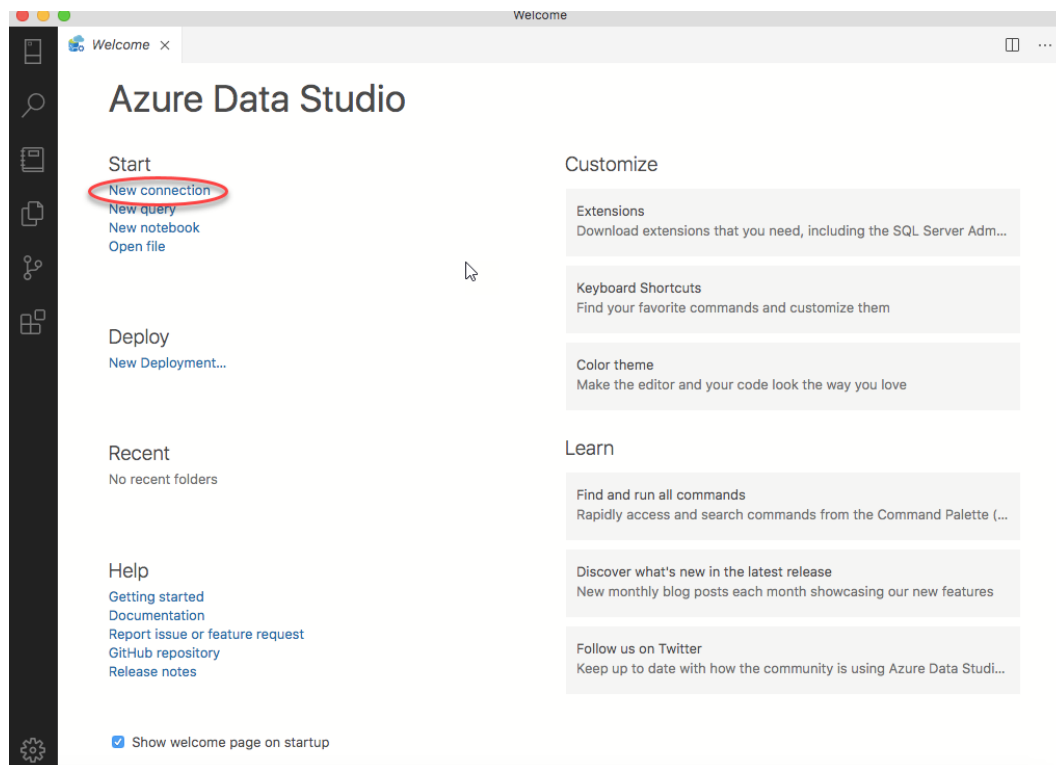 Welcome
Welcome
Azure Data Studio
Start
New connection
New query
New notebook
Open file
Deploy
New Deployment...
Recent
No recent folders
Help
Getting started
Documentation
Report issue or feature request
GitHub repository
Release notes
Show welcome page on startup
Customize
Extensions
Download extensions that you need, including the SQL Server Adm...
Keyboard Shortcuts
Find your favorite commands and customize them
Color theme
Make the editor and your code look the way you love
Learn
Find and run all commands
Rapidly access and search commands from the Command Palette (...
Discover what's new in the latest release
New monthly blog posts each month showcasing our new features
Follow us on Twitter
Keep up to date with how the community is using Azure Data Studi...